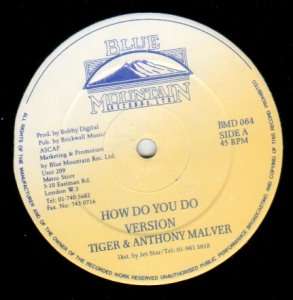 BLUE
MOUNTAIN
RECORDS, LTD.
Prod. by Bobby Digital
Pub. by Brickwall Music/
ASCAP
Marketing & Promotion
by Blue Mountain Rec. Ltd
Unit 209
Metro Store
5-10 Eastman Rd.
London W.3
Tel: 01-740.5682
Fax. No: 743.0716
BMD 064
SIDE A
45 RPM
HOW DO YOU DO
VERSION
TIGER & ANTHONY MALVER
Dist. by Jet Star/Tel: 01-961 5818
ALL RIGHTS OF THE MANUFACTURER AND OF THE OWNER OF THE RECORDED WORK RESERVED UNAUTHORISED PUBLIC PERFORMANCE BROADCASTING AND COPYING OF THIS RECORD PROHIBITED